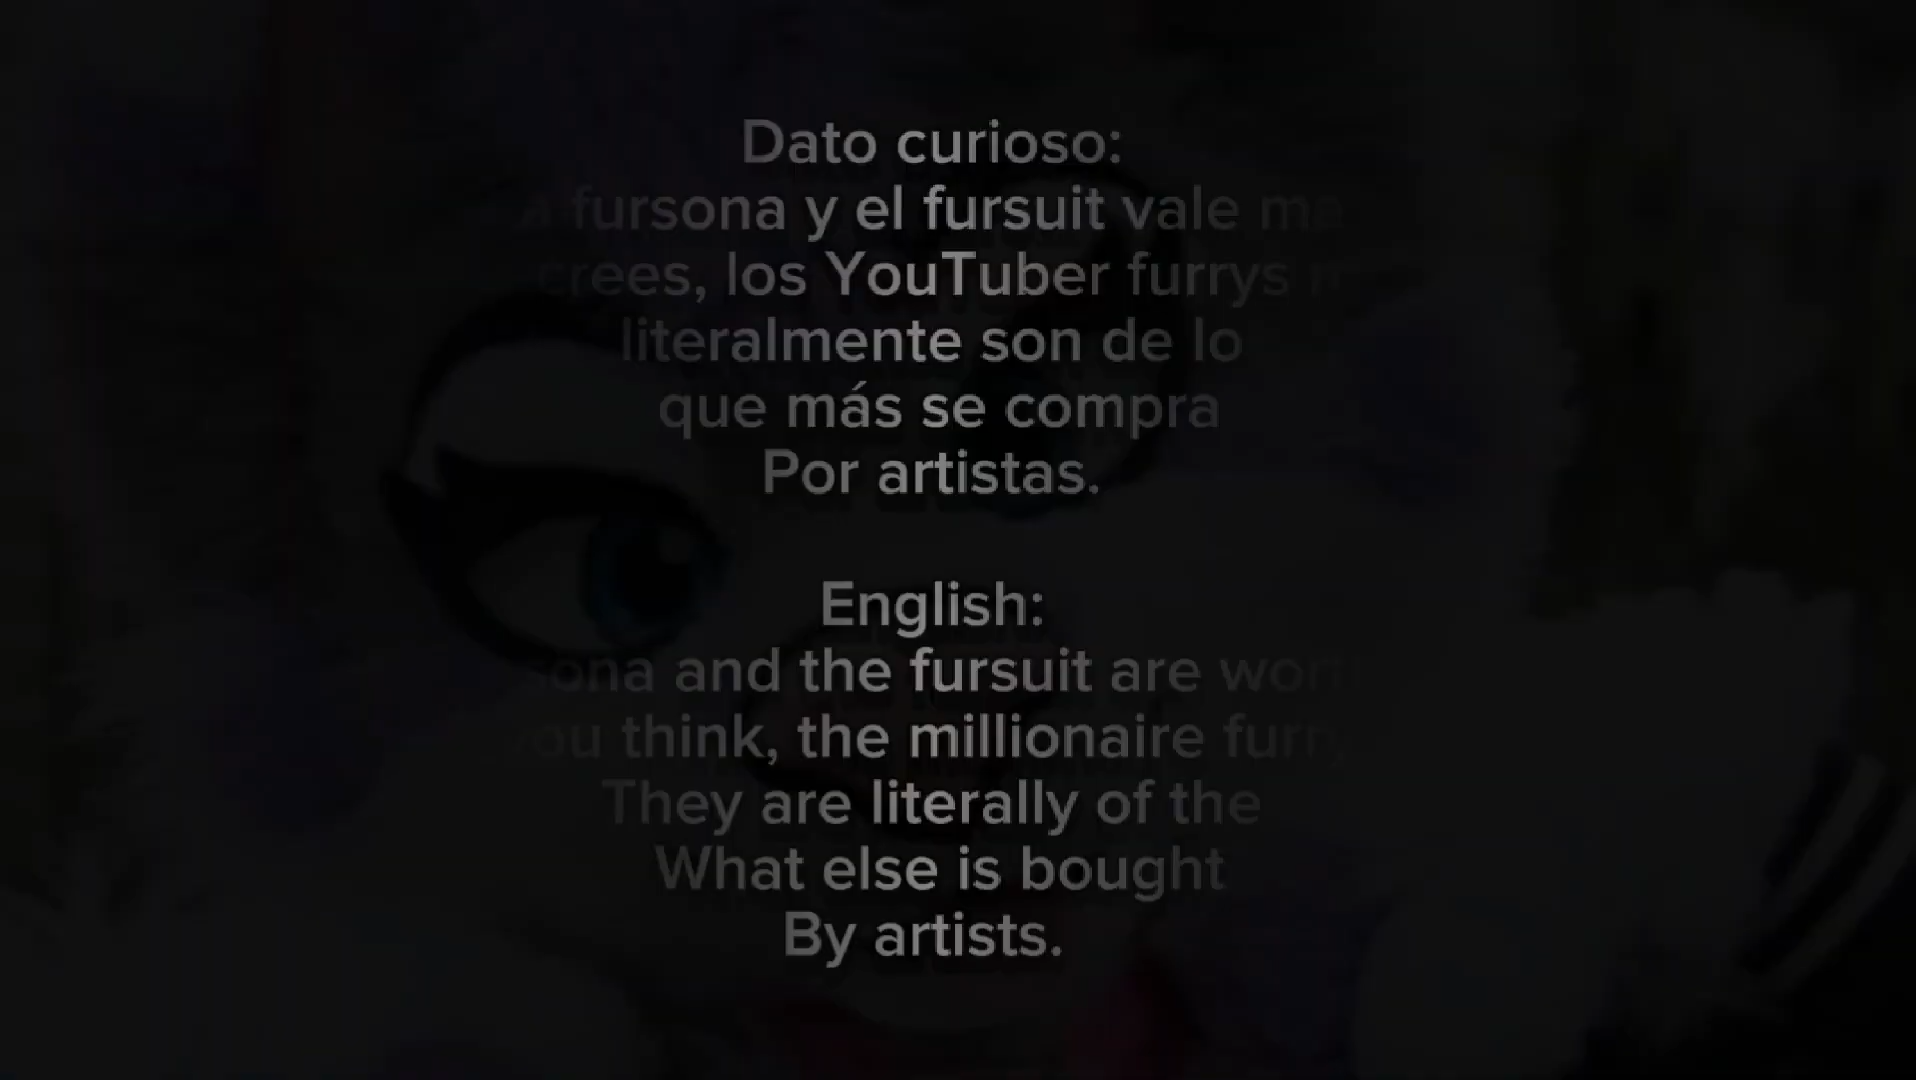 Dato curioso:
fursona y el fursuit vale
crees, los YouTuber furrys
literalmente son de lo
que más se compra
Por artistas.
English:
and the fursuit are
think, the millionaire
They are literally of the
What else is bought
By artists.